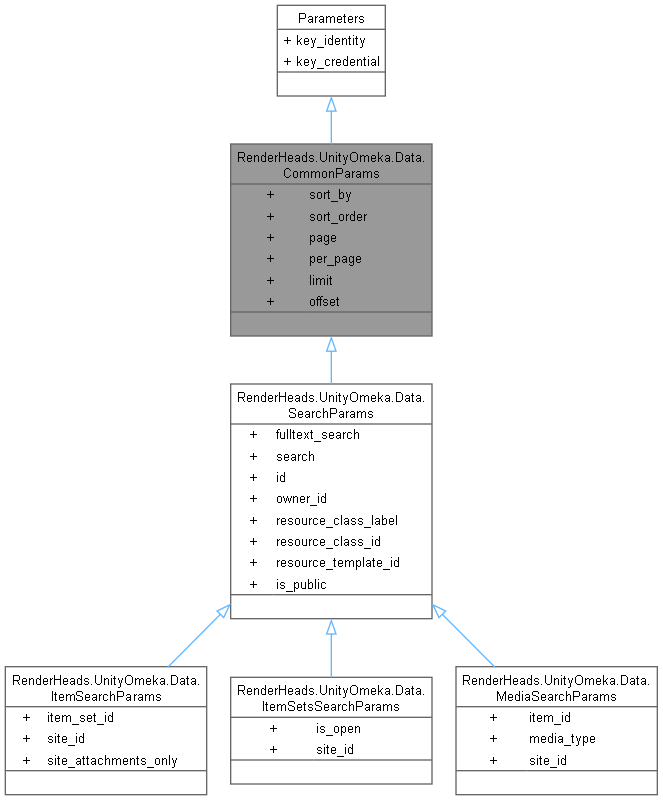 Parameters
+ key_identity
+ key_credential
RenderHeads.UnityOmeka.Data.
CommonParams
+ sort_by
+ sort_order
+ page
+ per_page
+ limit
+ offset
RenderHeads.UnityOmeka.Data.
SearchParams
+ fulltext_search
+ search
+ id
+ owner_id
+ resource_class_label
+ resource_class_id
+ resource_template_id
+ is_public
RenderHeads.UnityOmeka.Data.
ItemSearchParams
+ item_set_id
+ site_id
+ site_attachments_only
RenderHeads.UnityOmeka.Data.
ItemSetsSearchParams
+ is_open
+ site_id
RenderHeads.UnityOmeka.Data.
MediaSearchParams
+ item_id
+ media_type
+ site_id